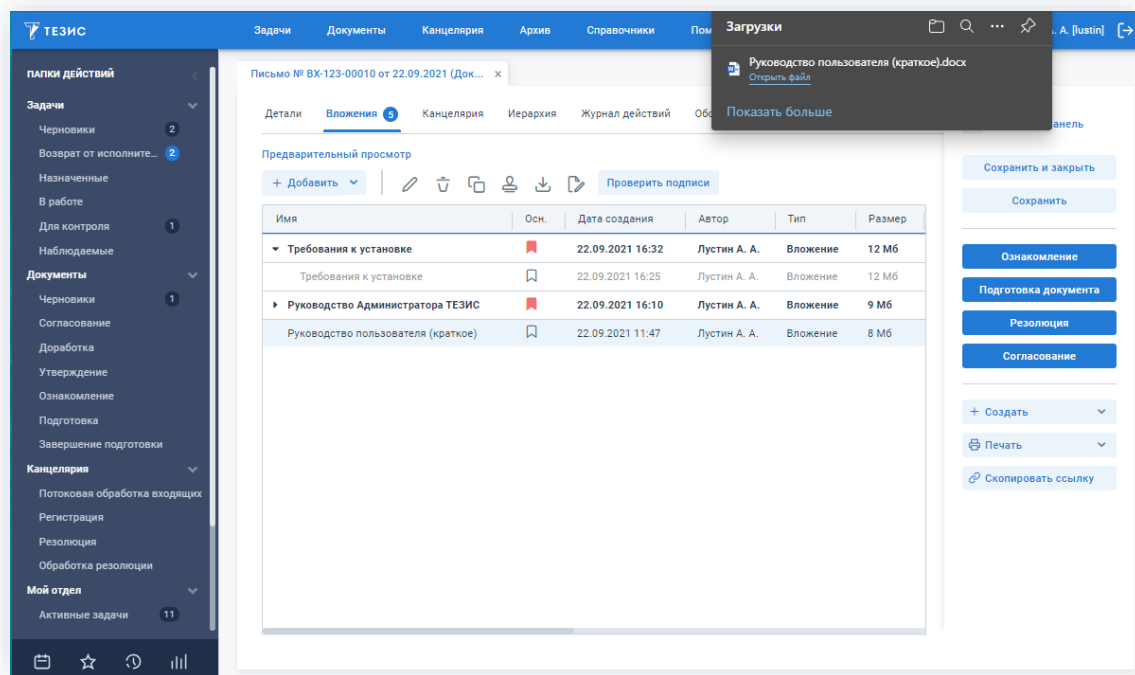 ТЕЗИС
Задачи Документы Канцелярия Архив Справочники Пом
А. [lustin]
Загрузки
Руководство пользователя (краткое).docx
Открыть файл
Показать больше
ПАПКИ ДЕЙСТВИЙ
Задачи
Черновики 2
Возврат от исполните... 2
Назначенные
В работе
Для контроля 1
Наблюдаемые
Документы
Черновики 1
Согласование
Доработка
Утверждение
Ознакомление
Подготовка
Завершение подготовки
Канцелярия
Потоковая обработка входящих
Регистрация
Резолюция
Обработка резолюции
Мой отдел
Активные задачи 11
Письмо № ВХ-123-00010 от 22.09.2021 (Док... x
Детали Вложения 5 Канцелярия Иерархия Журнал действий Обс
Предварительный просмотр
+ Добавить Проверить подписи
Имя Осн. Дата создания Автор Тип Размер
Требования к установке 22.09.2021 16:32 Лустин А. А. Вложение 12 Мб
Требования к установке 22.09.2021 16:25 Лустин А. А. Вложение 12 Мб
Руководство Администратора ТЕЗИС 22.09.2021 16:10 Лустин А. А. Вложение 9 Мб
Руководство пользователя (краткое) 22.09.2021 11:47 Лустин А. А. Вложение 8 Мб
анель
Сохранить и закрыть
Сохранить
Ознакомление
Подготовка документа
Резолюция
Согласование
+ Создать
Печать
Скопировать ссылку